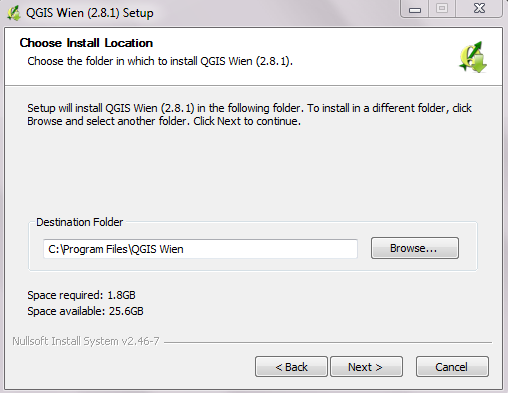 QGIS Wien (2.8.1) Setup
Choose Install Location
Choose the folder in which to install QGIS Wien (2.8.1).
Setup will install QGIS Wien (2.8.1) in the following folder. To install in a different folder, click
Browse and select another folder. Click Next to continue.
Destination Folder
C:\Program Files\QGIS Wien
Browse...
Space required: 1.8GB
Space available: 25.6GB
Nullsoft Install System v2.46-7
< Back
Next >
Cancel